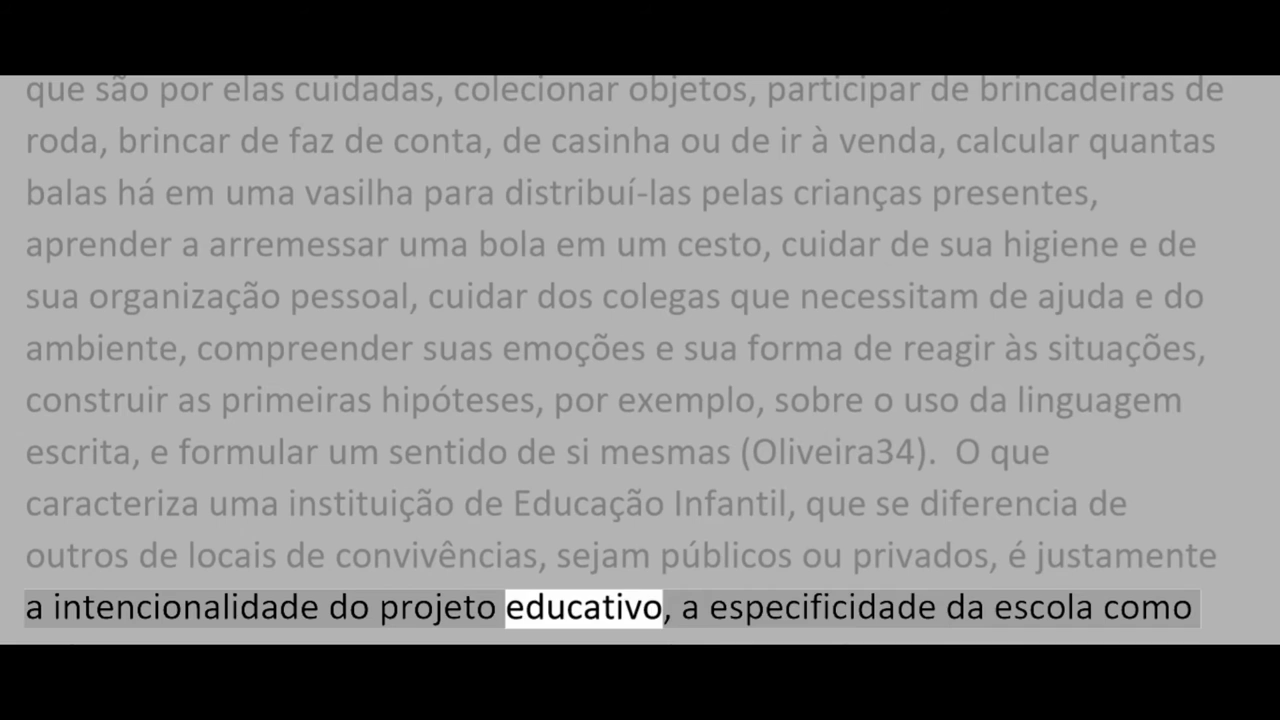 que são por elas cuidadas, colecionar objetos, participar de brincadeiras de
roda, brincar de faz de conta, de casinha ou de ir à venda, calcular quantas
balas há em uma vasilha para distribuí-las pelas crianças presentes,
aprender a arremessar uma bola em um cesto, cuidar de sua higiene e de
sua organização pessoal, cuidar dos colegas que necessitam de ajuda e do
ambiente, compreender suas emoções e sua forma de reagir às situações,
construir as primeiras hipóteses, por exemplo, sobre o uso da linguagem
escrita, e formular um sentido de si mesmas (Oliveira34).  O que
caracteriza uma instituição de Educação Infantil, que se diferencia de
outros de locais de convivências, sejam públicos ou privados, é justamente
a intencionalidade do projeto educativo, a especificidade da escola como